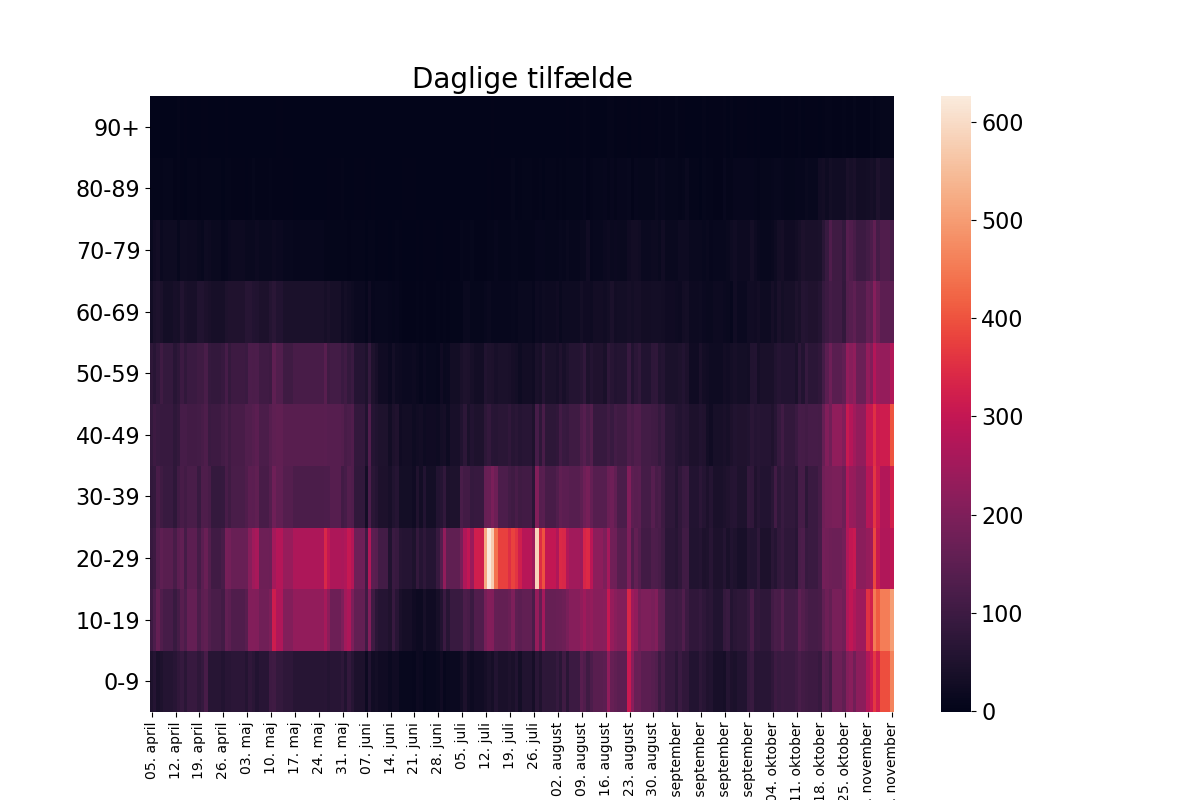 Daglige tilfælde
90+
80-89
70-79
60-69
50-59
40-49
30-39
20-29
10-19
0-9
600
500
400
300
200
100
0
05. april
12. april
19. april
26. april
03. maj
10. maj
17. maj
24. maj
31. maj
07. juni
14. juni
21. juni
28. juni
05. juli
12. juli
19. juli
26. juli
02. august
09. august
16. august
23. august
30. august
september
september
september
september
04. oktober
11. oktober
18. oktober
25. oktober
. november
. november